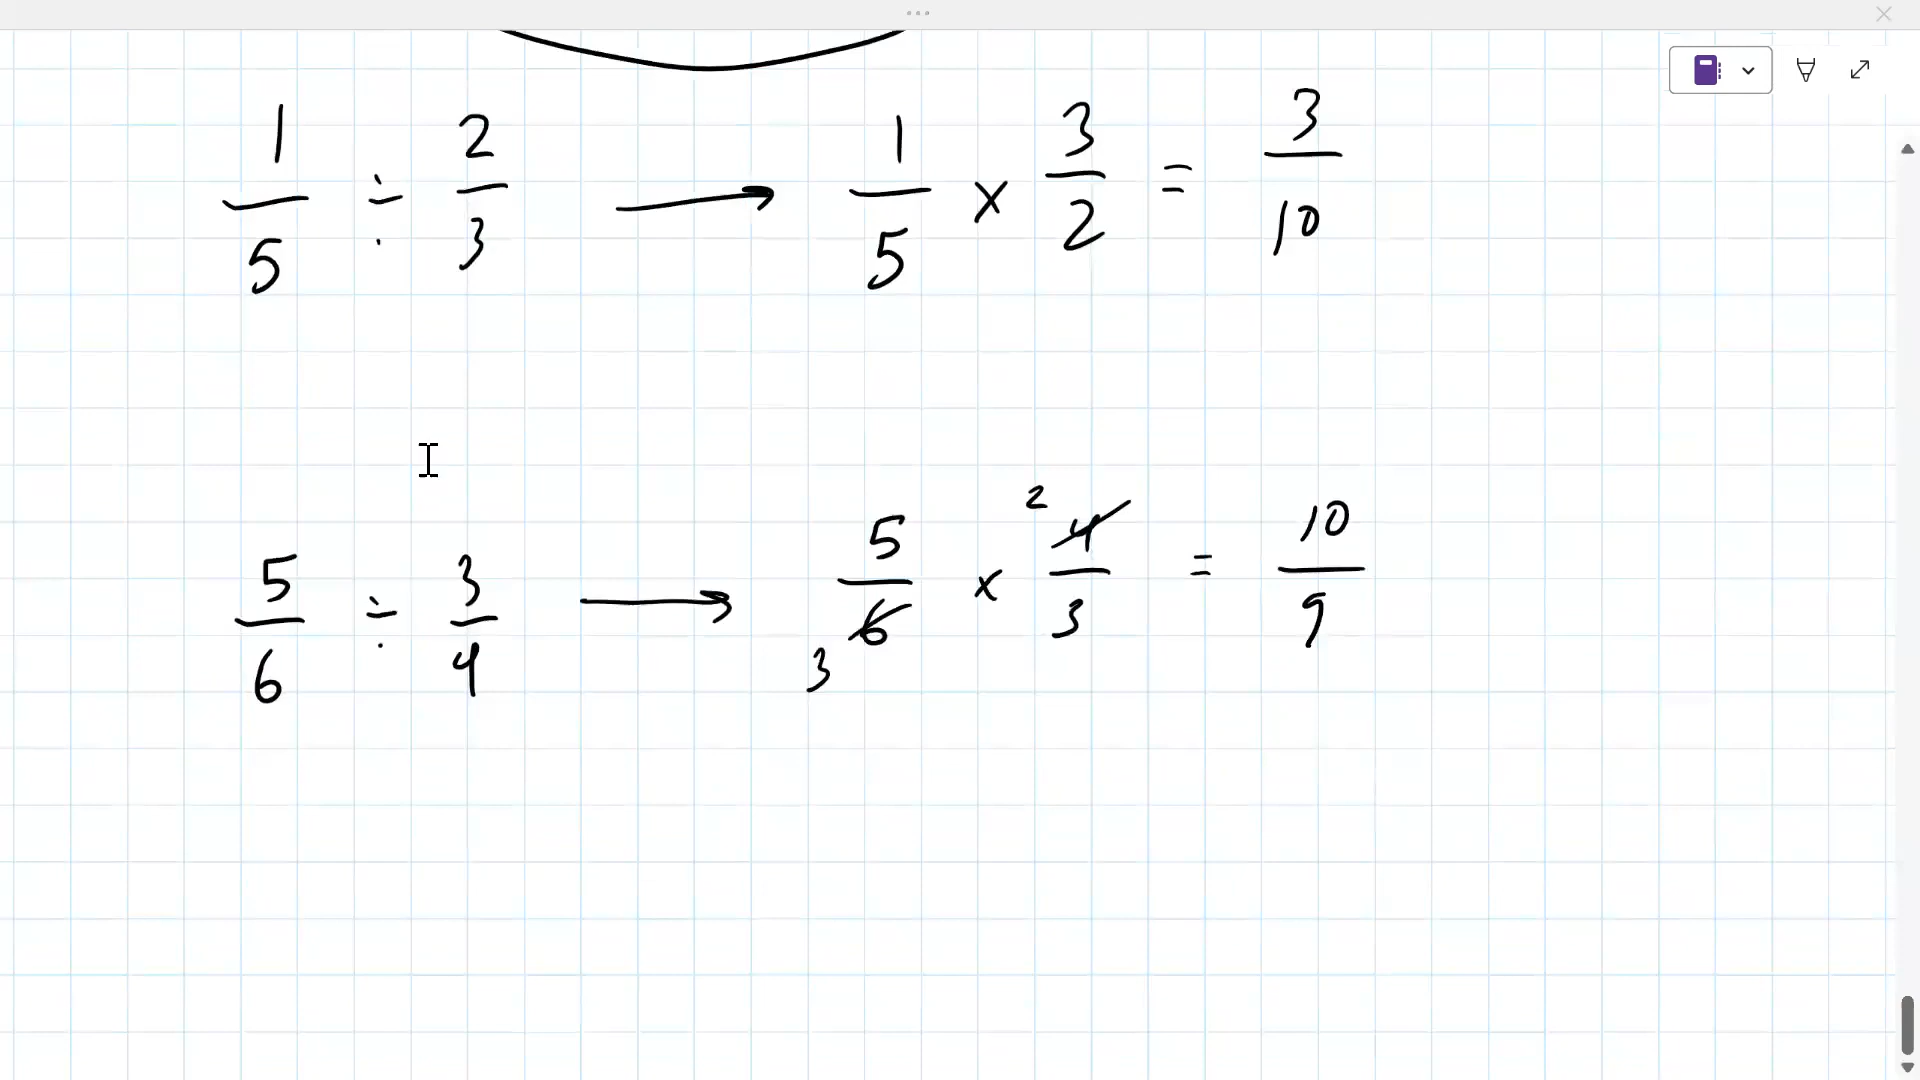 1/5 ÷ 2/3 → 1/5 x 3/2 = 3/10
5/6 ÷ 3/4 → 5/6 3 x 2 4/3 = 10/9